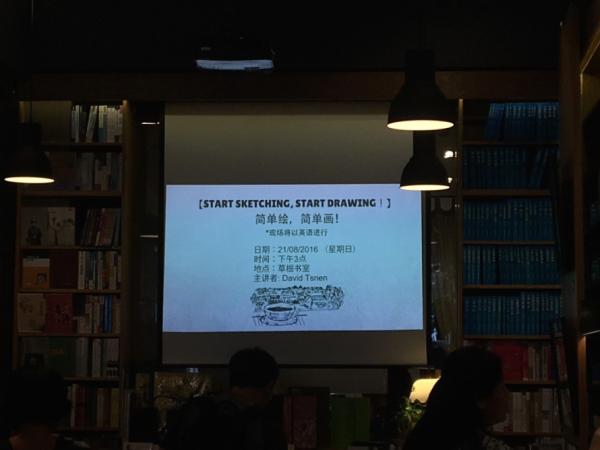 【START SKETCHING, START DRAWING！】
简单绘，简单画！
*现场将以英语进行
日期：21/08/2016 （星期日）
时间：下午3点
地点：草根书室
主讲者: David Tsnen